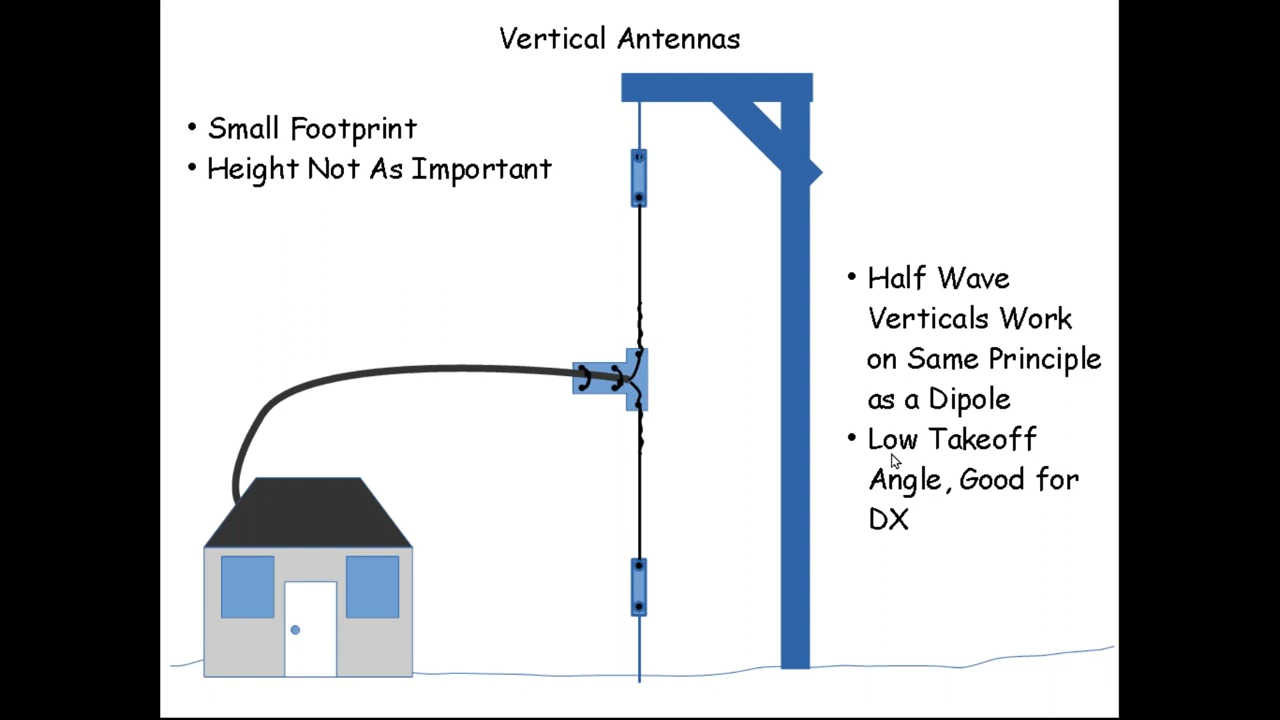 Vertical Antennas
• Small Footprint
• Height Not As Important
• Half Wave
Verticals Work
on Same Principle
as a Dipole
• Low Takeoff
Angle, Good for
DX